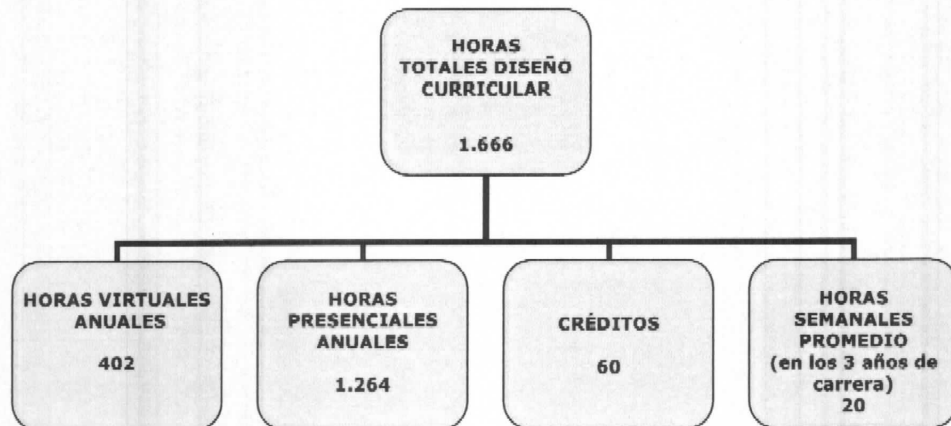 HORAS
TOTALES DISEÑO
CURRICULAR
1.666
HORAS VIRTUALES
ANUALES
402
HORAS
PRESENCIALES
ANUALES
1.264
CRÉDITOS
60
HORAS
SEMANALES
PROMEDIO
(en los 3 años de
carrera)
20